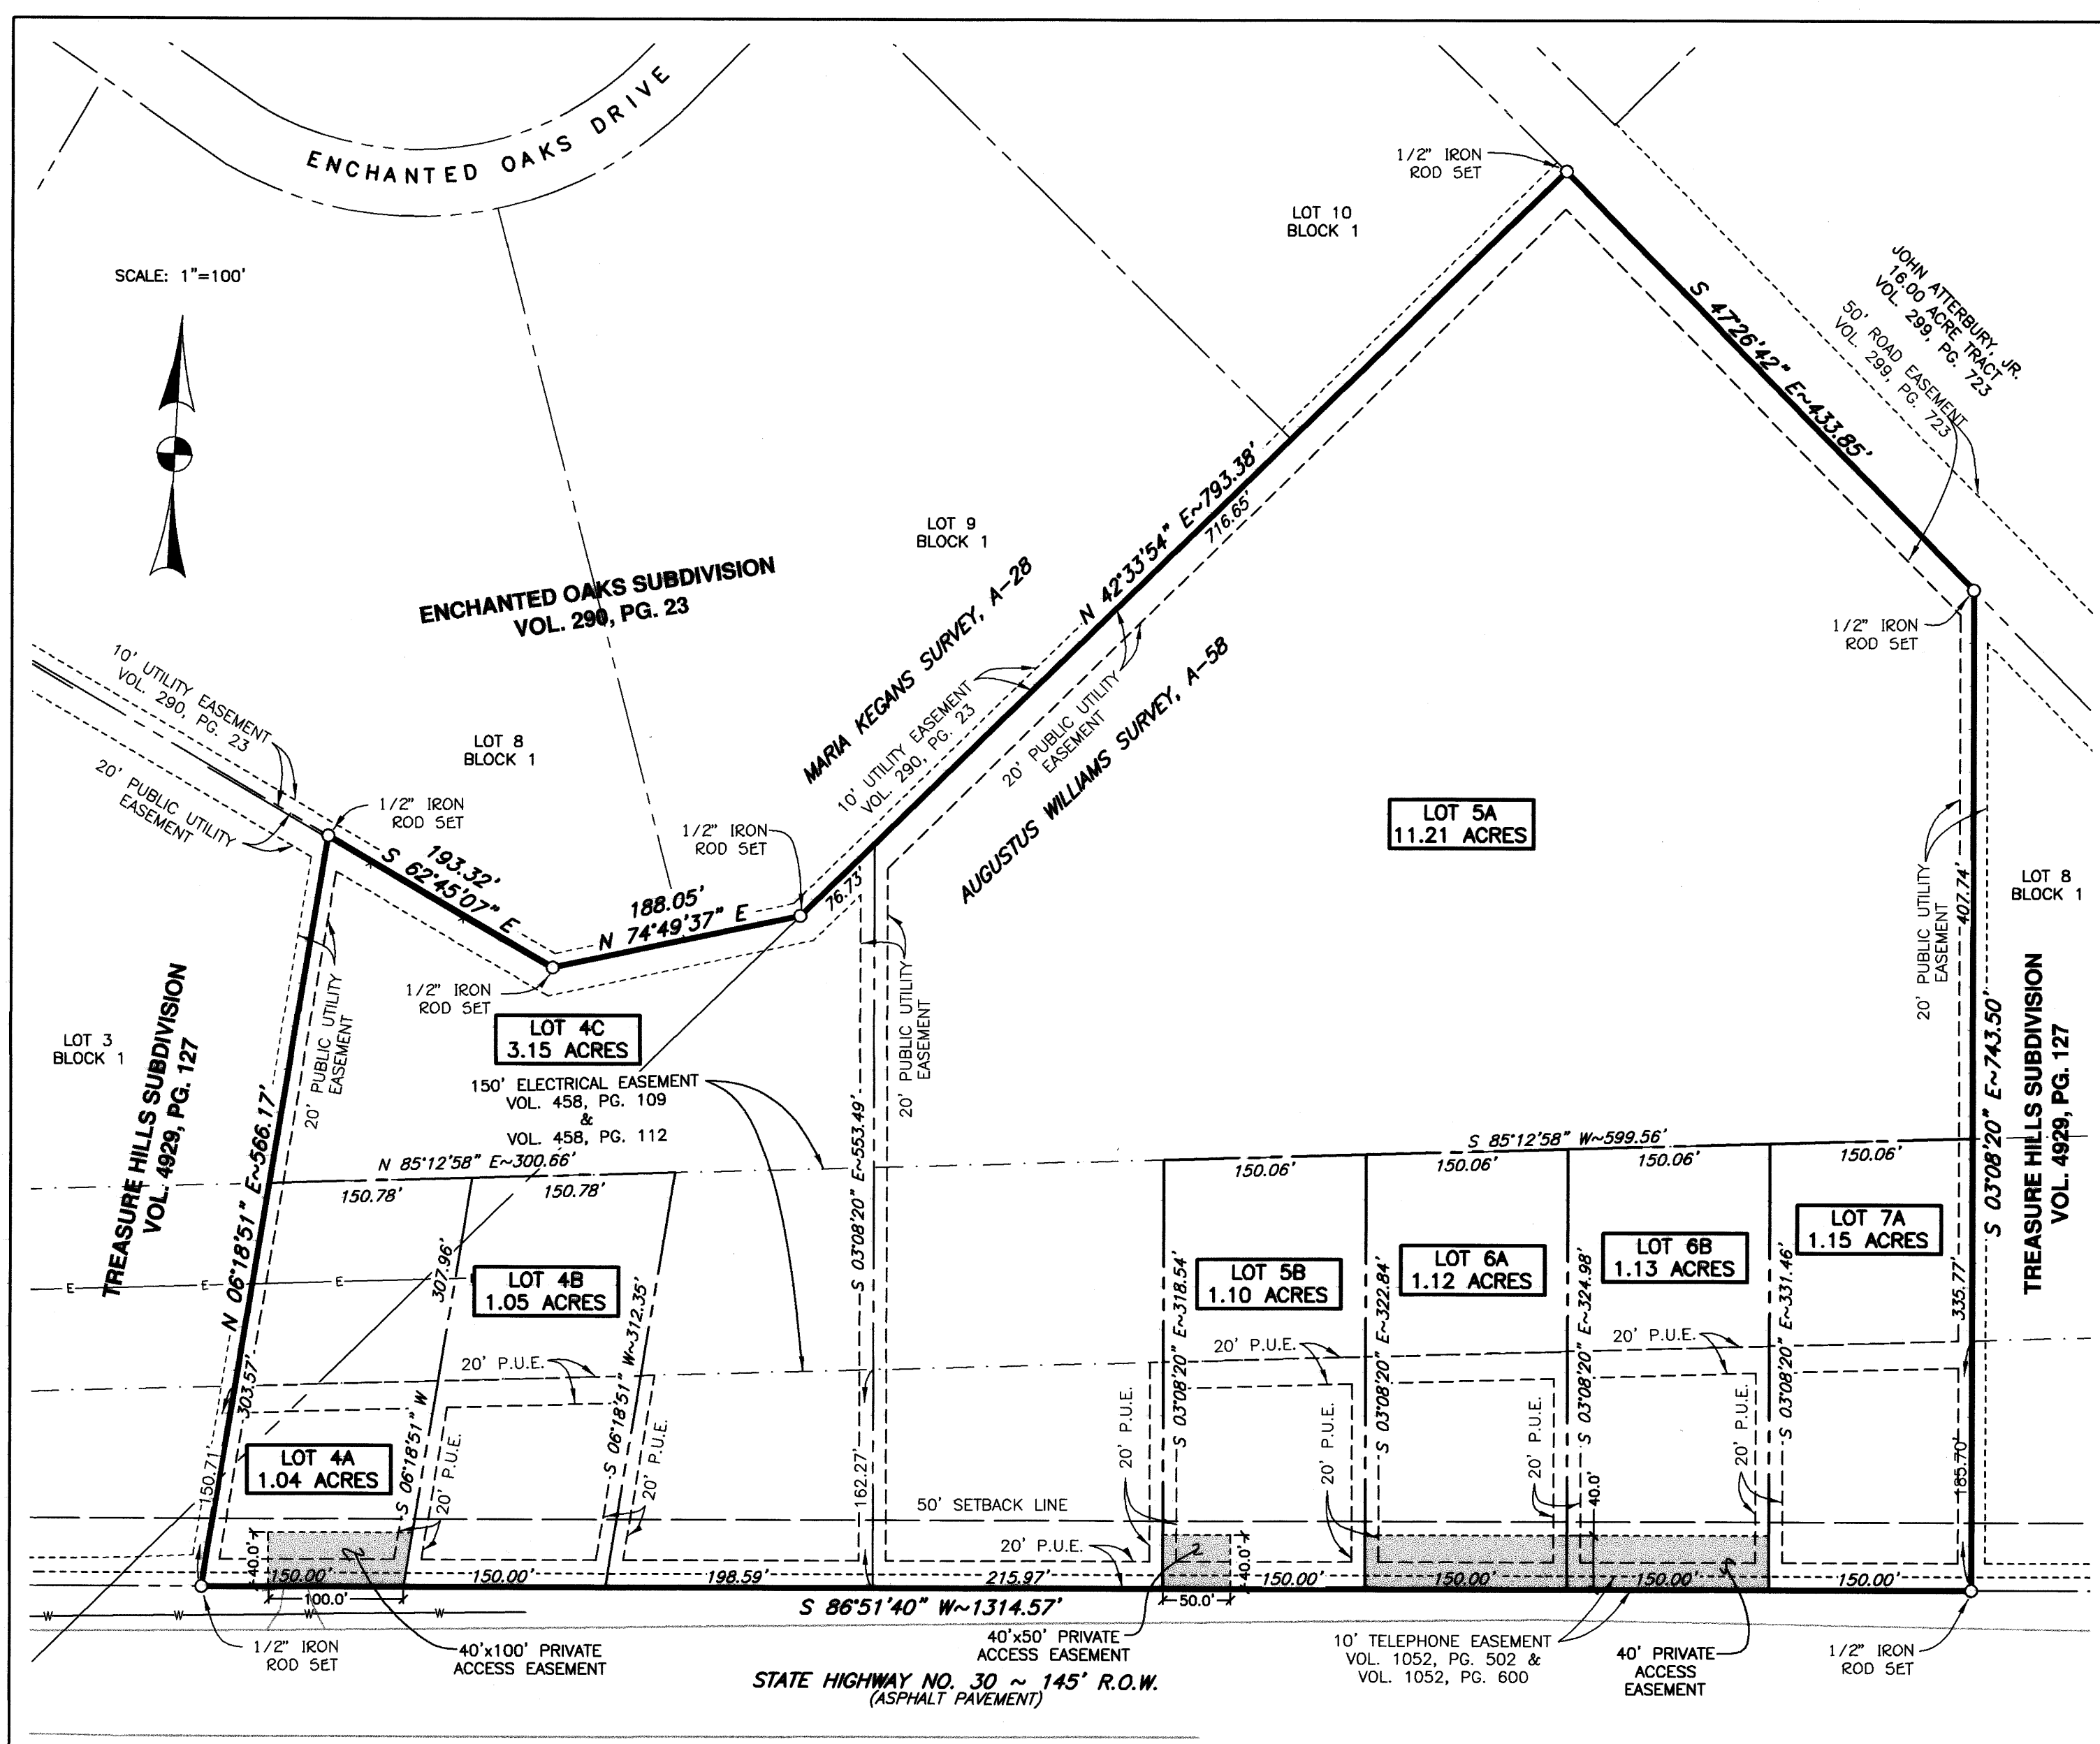 ENCHANTED OAKS DRIVE
SCALE: 1"=100'
1/2" IRON
ROD SET
LOT 10
BLOCK 1
JOHN ATTERBURY, JR.
16.00 ACRE TRACT
VOL. 299, PG. 723
50' ROAD EASEMENT
VOL. 299, PG. 723
S 47°26'42" E~433.85'
N 42°33'54" E~793.38'
716.65'
LOT 9
BLOCK 1
ENCHANTED OAKS SUBDIVISION
VOL. 290, PG. 23
MARIA KEGANS SURVEY, A-28
AUGUSTUS WILLIAMS SURVEY, A-58
10' UTILITY EASEMENT
VOL. 290, PG. 23
20' PUBLIC UTILITY
EASEMENT
1/2" IRON
ROD SET
10' UTILITY EASEMENT
VOL. 290, PG. 23
20' PUBLIC UTILITY
EASEMENT
LOT 8
BLOCK 1
1/2" IRON
ROD SET
1/2" IRON
ROD SET
193.32'
S 62°45'07" E
188.05'
N 74°49'37" E
76.73'
LOT 5A
11.21 ACRES
20' PUBLIC UTILITY
EASEMENT
407.74'
LOT 8
BLOCK 1
1/2" IRON
ROD SET
LOT 4C
3.15 ACRES
LOT 3
BLOCK 1
TREASURE HILLS SUBDIVISION
VOL. 4929, PG. 127
20' PUBLIC UTILITY
EASEMENT
N 06°18'51" E~566.17'
150' ELECTRICAL EASEMENT
VOL. 458, PG. 109
&
VOL. 458, PG. 112
S 03°08'20" E~553.49'
20' PUBLIC UTILITY
EASEMENT
S 03°08'20" E~743.50'
TREASURE HILLS SUBDIVISION
VOL. 4929, PG. 127
N 85°12'58" E~300.66'
150.78'
150.78'
S 85°12'58" W~599.56'
150.06'
150.06'
150.06'
150.06'
E
E
E
307.96'
LOT 4B
1.05 ACRES
S 06°18'51" W~312.35'
S 03°08'20" E~318.54'
LOT 5B
1.10 ACRES
S 03°08'20" E~322.84'
LOT 6A
1.12 ACRES
S 03°08'20" E~324.98'
LOT 6B
1.13 ACRES
S 03°08'20" E~331.46'
LOT 7A
1.15 ACRES
335.77'
303.57'
20' P.U.E.
20' P.U.E.
20' P.U.E.
LOT 4A
1.04 ACRES
150.71'
S 06°18'51" W
20' P.U.E.
20' P.U.E.
162.27'
20' P.U.E.
20' P.U.E.
20' P.U.E.
20' P.U.E.
185.70'
50' SETBACK LINE
20' P.U.E.
40.0'
40.0'
40.0'
150.00'
150.00'
198.59'
215.97'
150.00'
150.00'
150.00'
150.00'
100.0'
50.0'
S 86°51'40" W~1314.57'
W
W
W
W
1/2" IRON
ROD SET
40'x100' PRIVATE
ACCESS EASEMENT
40'x50' PRIVATE
ACCESS EASEMENT
10' TELEPHONE EASEMENT
VOL. 1052, PG. 502 &
VOL. 1052, PG. 600
40' PRIVATE
ACCESS
EASEMENT
1/2" IRON
ROD SET
STATE HIGHWAY NO. 30 ~ 145' R.O.W.
(ASPHALT PAVEMENT)